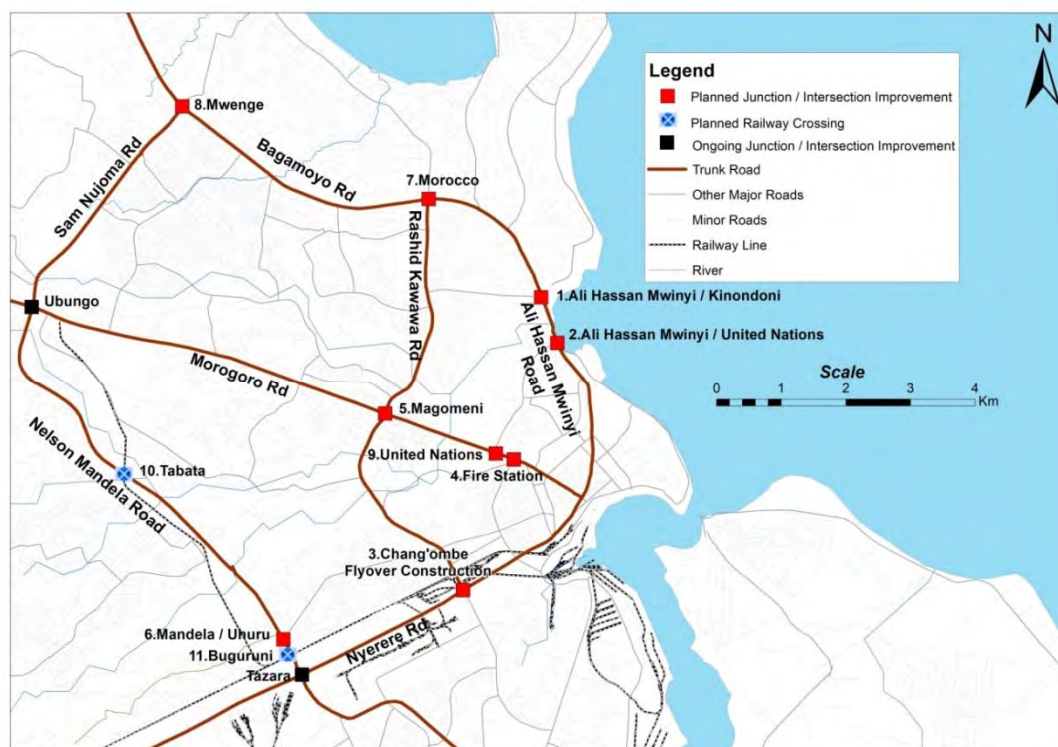 N
Legend
Planned Junction / Intersection Improvement
Planned Railway Crossing
Ongoing Junction / Intersection Improvement
Trunk Road
Other Major Roads
Minor Roads
Railway Line
River
8.Mwenge
Sam Nujoma Rd
Bagamoyo Rd
7.Morocco
Rashid Kawawa Rd
Ubungo
1.Ali Hassan Mwinyi / Kinondoni
2.Ali Hassan Mwinyi / United Nations
Ali Hassan Mwinyi
Road
Scale
0 1 2 3 4
Km
Morogoro Rd
5.Magomeni
9.United Nations
4.Fire Station
Nelson Mandela Road
10.Tabata
3.Chang'ombe
Flyover Construction
6.Mandela / Uhuru
11.Buguruni
Tazara
Nyerere Rd